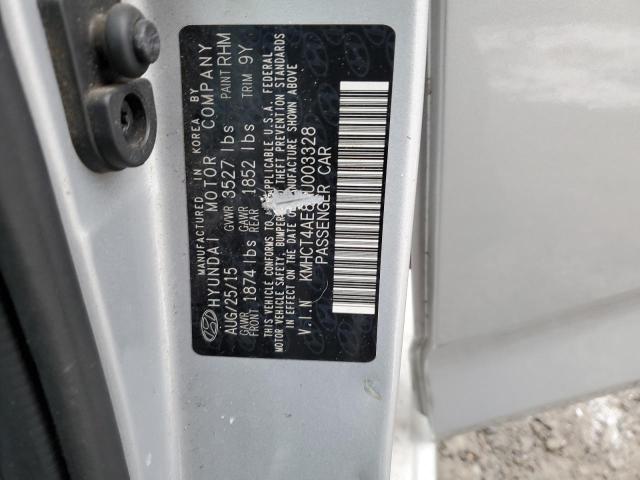 MANUFACTURED IN KOREA BY
HYUNDAI MOTOR COMPANY
AUG/25/15 GVWR 3527 lbs PAINT RHM
GAWR FRONT 1874 lbs GAWR REAR 1852 lbs TRIM 9Y
THIS VEHICLE CONFORMS TO APPLICABLE U.S.A. FEDERAL
MOTOR VEHICLE SAFETY, BUMPER, THEFT PREVENTION STANDARDS
IN EFFECT ON THE DATE OF MANUFACTURE SHOWN ABOVE
V.I.N KMHCT4AE U003328
PASSENGER CAR